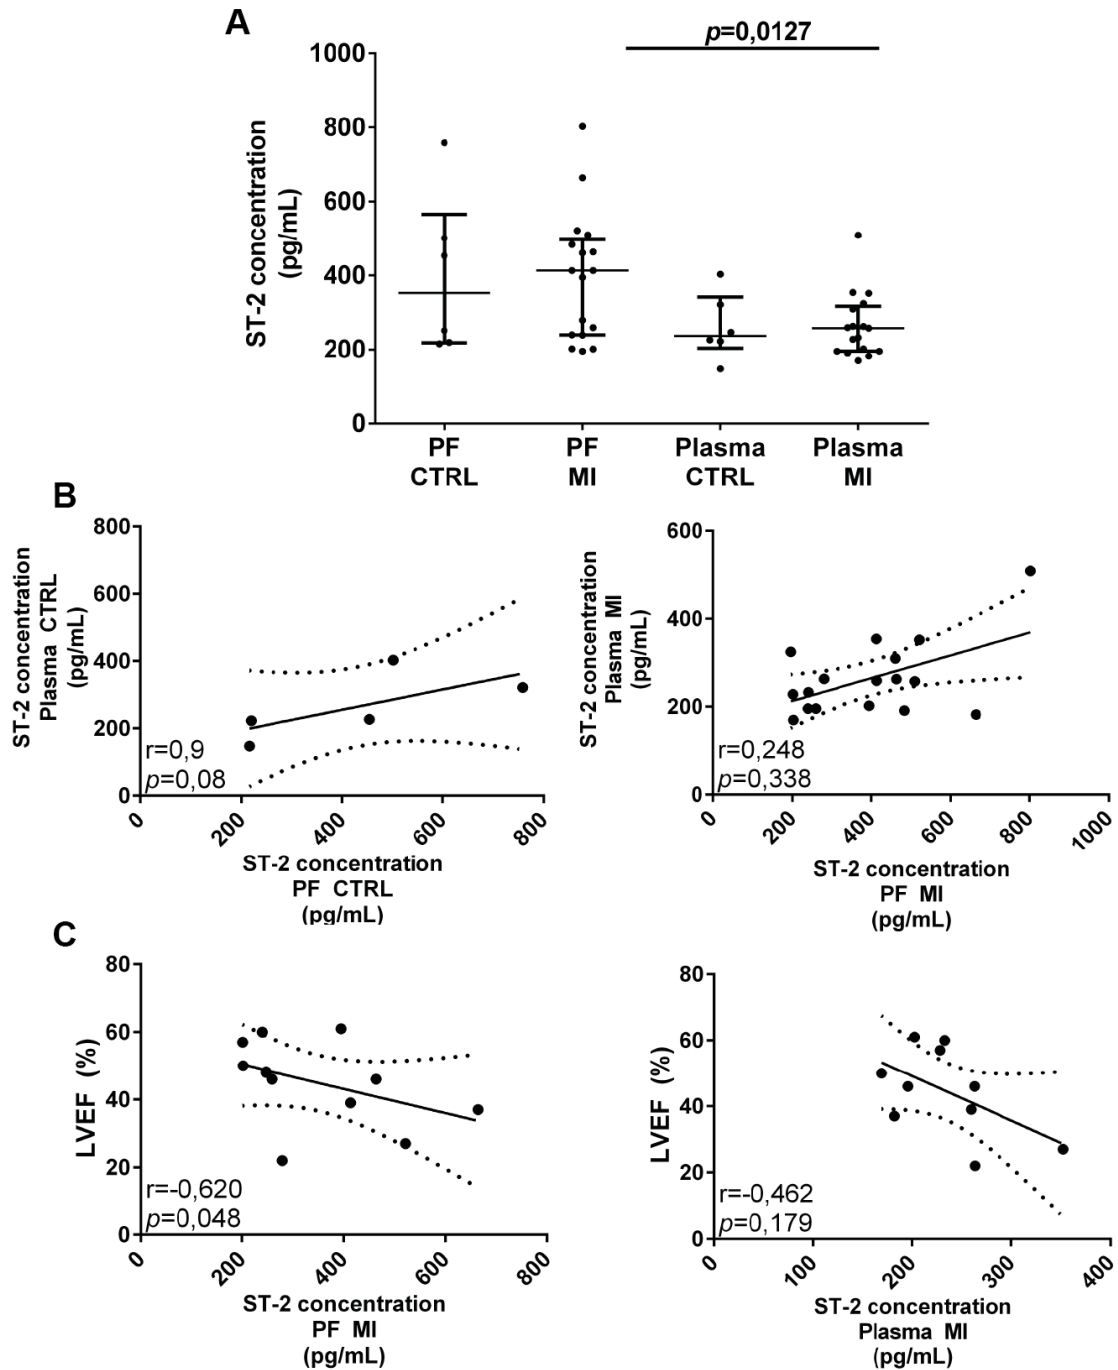 A
p=0,0127
ST-2 concentration
(pg/mL)
1000
800
600
400
200
0
PF
CTRL
PF
MI
Plasma
CTRL
Plasma
MI
B
ST-2 concentration
Plasma CTRL
(pg/mL)
800
600
400
200
0
r=0,9
p=0,08
0
200
400
600
800
ST-2 concentration
PF CTRL
(pg/mL)
ST-2 concentration
Plasma MI
(pg/mL)
600
400
200
0
r=0,248
p=0,338
0
200
400
600
800
1000
ST-2 concentration
PF MI
(pg/mL)
C
LVEF (%)
80
60
40
20
0
r=-0,620
p=0,048
0
200
400
600
800
ST-2 concentration
PF MI
(pg/mL)
LVEF (%)
80
60
40
20
0
r=-0,462
p=0,179
0
100
200
300
400
ST-2 concentration
Plasma MI
(pg/mL)